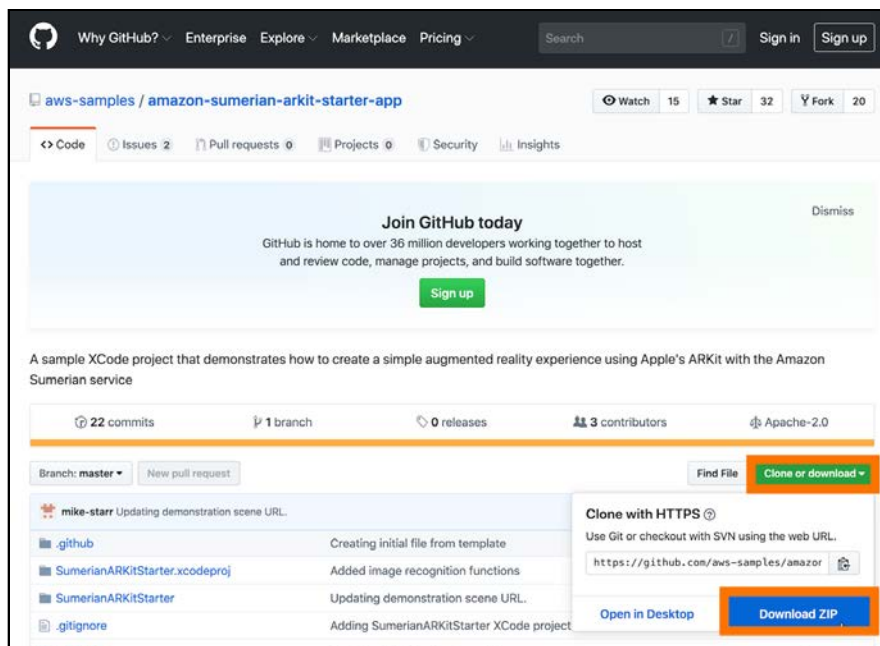 Why GitHub? Enterprise Explore Marketplace Pricing Search / Sign in Sign up
aws-samples / amazon-sumerian-arkit-starter-app Watch 15 Star 32 Fork 20
<> Code Issues 2 Pull requests 0 Projects 0 Security Insights
Dismiss
Join GitHub today
GitHub is home to over 36 million developers working together to host
and review code, manage projects, and build software together.
Sign up
A sample XCode project that demonstrates how to create a simple augmented reality experience using Apple's ARKit with the Amazon
Sumerian service
22 commits 1 branch 0 releases 3 contributors Apache-2.0
Branch: master New pull request Find File Clone or download
mike-starr Updating demonstration scene URL.
.github Creating initial file from template
SumerianARKitStarter.xcodeproj Added image recognition functions
SumerianARKitStarter Updating demonstration scene URL.
.gitignore Adding SumerianARKitStarter XCode project
Clone with HTTPS ?
Use Git or checkout with SVN using the web URL.
https://github.com/aws-samples/amazor
Open in Desktop Download ZIP